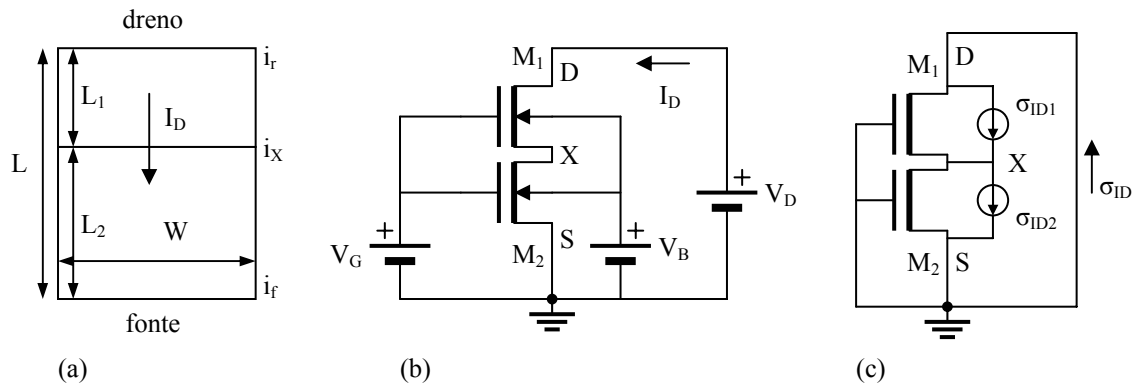 dreno
i_r
L_1
I_D
L
i_X
L_2
W
i_f
fonte
(a)
M_1
D
I_D
X
+
V_D
+
V_G
M_2
S
+
V_B
(b)
M_1
D
σ_ID1
X
σ_ID
σ_ID2
M_2
S
(c)